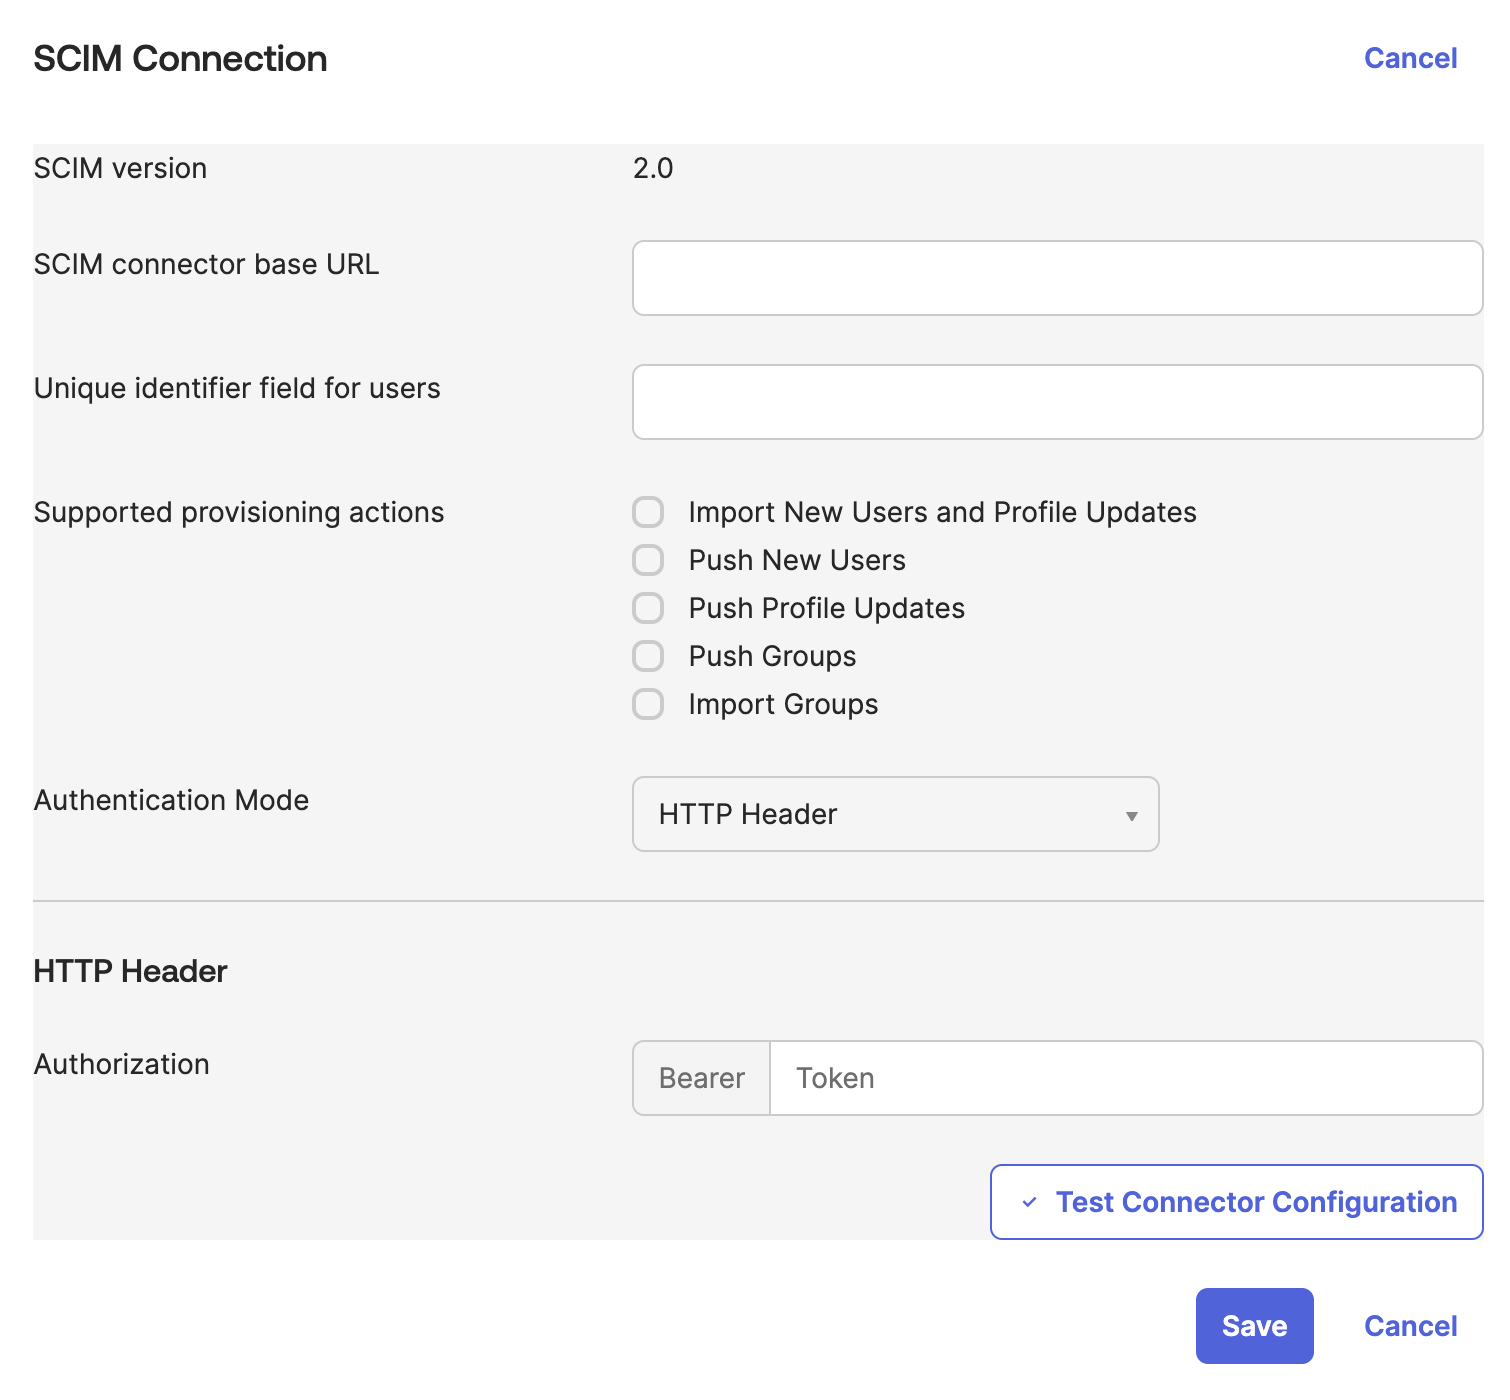 SCIM Connection
Cancel
SCIM version
2.0
SCIM connector base URL
Unique identifier field for users
Supported provisioning actions
Import New Users and Profile Updates
Push New Users
Push Profile Updates
Push Groups
Import Groups
Authentication Mode
HTTP Header
HTTP Header
Authorization
Bearer
Token
Test Connector Configuration
Save
Cancel